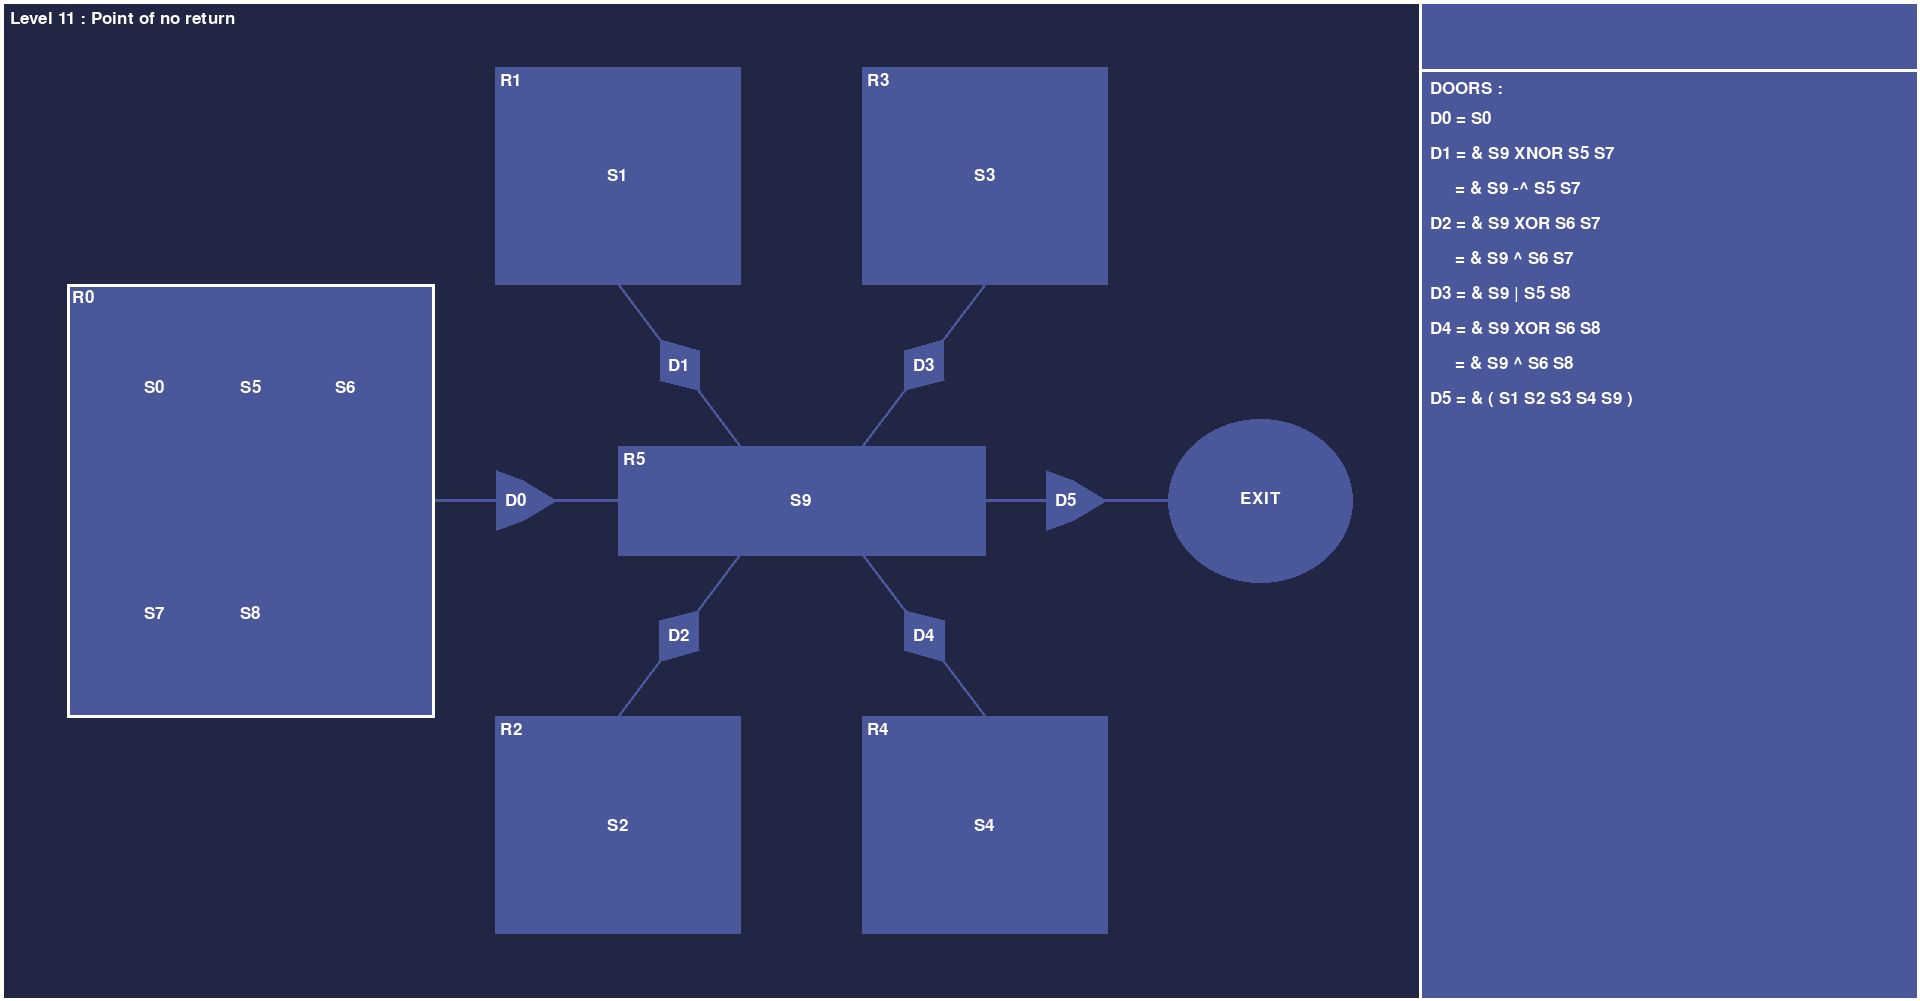 Level 11 : Point of no return
R1
S1
R3
S3
R0
S0 S5 S6
S7 S8
D1
D3
D0
R5
S9
D5
EXIT
D2
D4
R2
S2
R4
S4
DOORS :
D0 = S0
D1 = & S9 XNOR S5 S7
= & S9 -^ S5 S7
D2 = & S9 XOR S6 S7
= & S9 ^ S6 S7
D3 = & S9 | S5 S8
D4 = & S9 XOR S6 S8
= & S9 ^ S6 S8
D5 = & ( S1 S2 S3 S4 S9 )